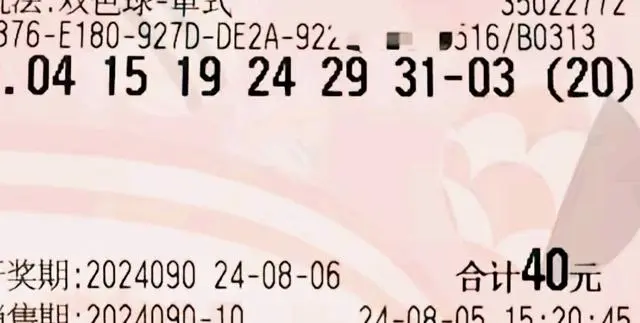 玩法:双色球-单式 35022772
376-E180-927D-DE2A-922 516/B0313
.04 15 19 24 29 31-03 (20)
开奖期:2024090 24-08-06 合计40元
销售期:2024090-10 24-08-05 15:20:45